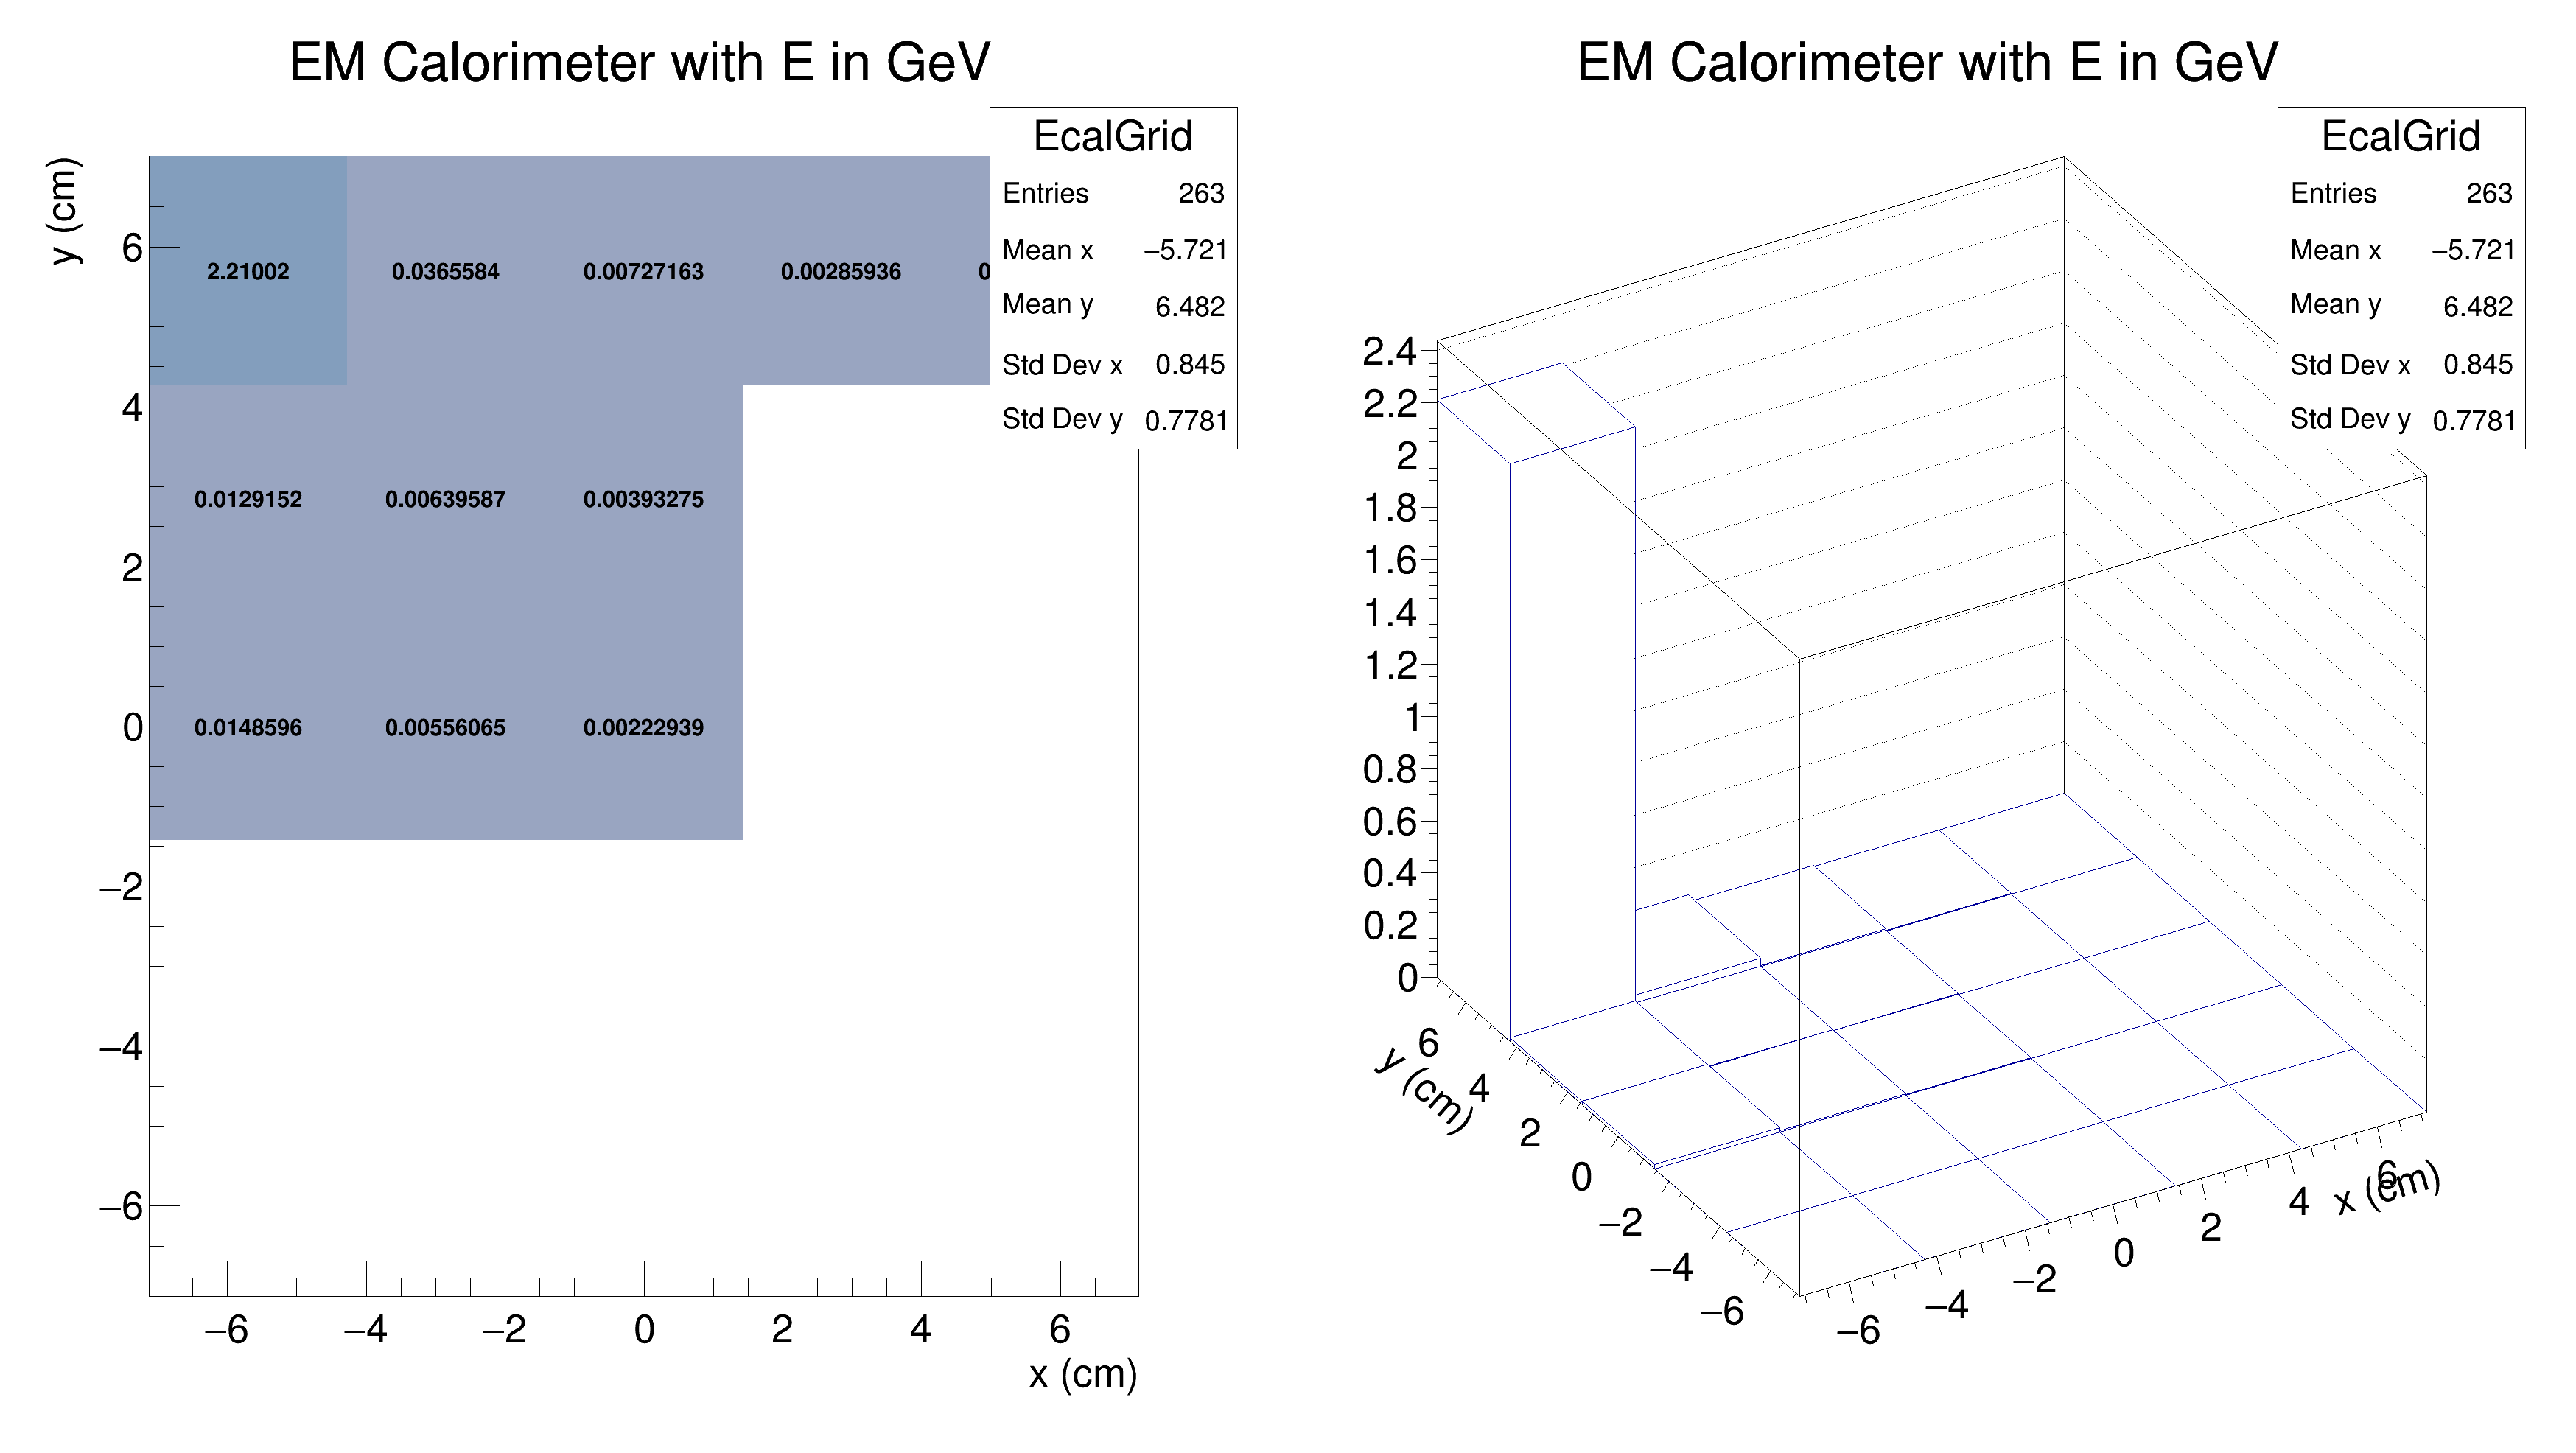 EM Calorimeter with E in GeV
EcalGrid
Entries 263
Mean x −5.721
Mean y 6.482
Std Dev x 0.845
Std Dev y 0.7781
y (cm)
6
4
2
0
−2
−4
−6
2.21002 0.0365584 0.00727163 0.00285936 0
0.0129152 0.00639587 0.00393275
0.0148596 0.00556065 0.00222939
−6 −4 −2 0 2 4 6
x (cm)
EM Calorimeter with E in GeV
EcalGrid
Entries 263
Mean x −5.721
Mean y 6.482
Std Dev x 0.845
Std Dev y 0.7781
2.4
2.2
2
1.8
1.6
1.4
1.2
1
0.8
0.6
0.4
0.2
0
y (cm)
6
4
2
0
−2
−4
−6
−6 −4 −2 0 2 4 6
x (cm)